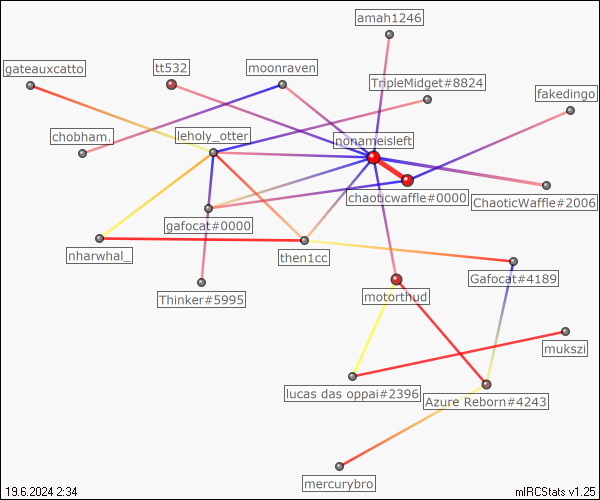 amah1246
gateauxcatto
tt532
moonraven
TripleMidget#8824
fakedingo
chobham.
leholy_otter
nonameisleft
chaoticwaffle#0000
ChaoticWaffle#2006
gafocat#0000
nharwhal_
then1cc
Gafocat#4189
Thinker#5995
motorthud
mukszi
lucas das oppai#2396
Azure Reborn#4243
mercurybro
19.6.2024 2:34
mIRCStats v1.25